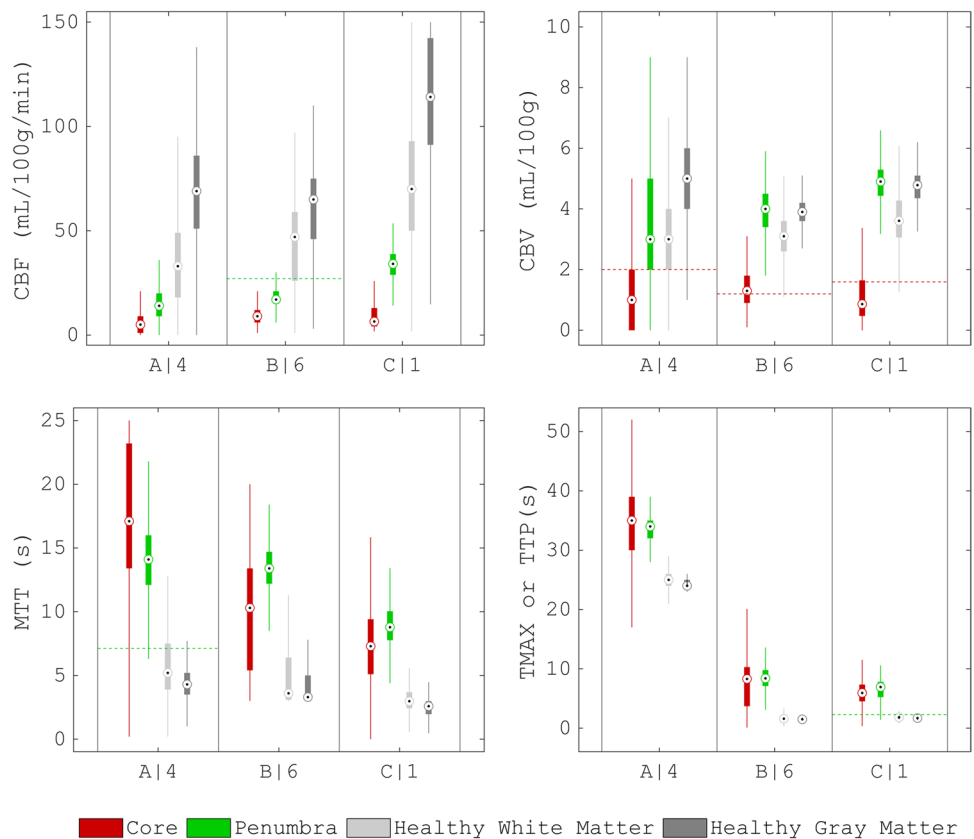 CBF (mL/100g/min)
150
100
50
0
A|4 B|6 C|1
CBV (mL/100g)
10
8
6
4
2
0
A|4 B|6 C|1
MTT (s)
25
20
15
10
5
0
A|4 B|6 C|1
TMAX or TTP(s)
50
40
30
20
10
0
A|4 B|6 C|1
Core Penumbra Healthy White Matter Healthy Gray Matter